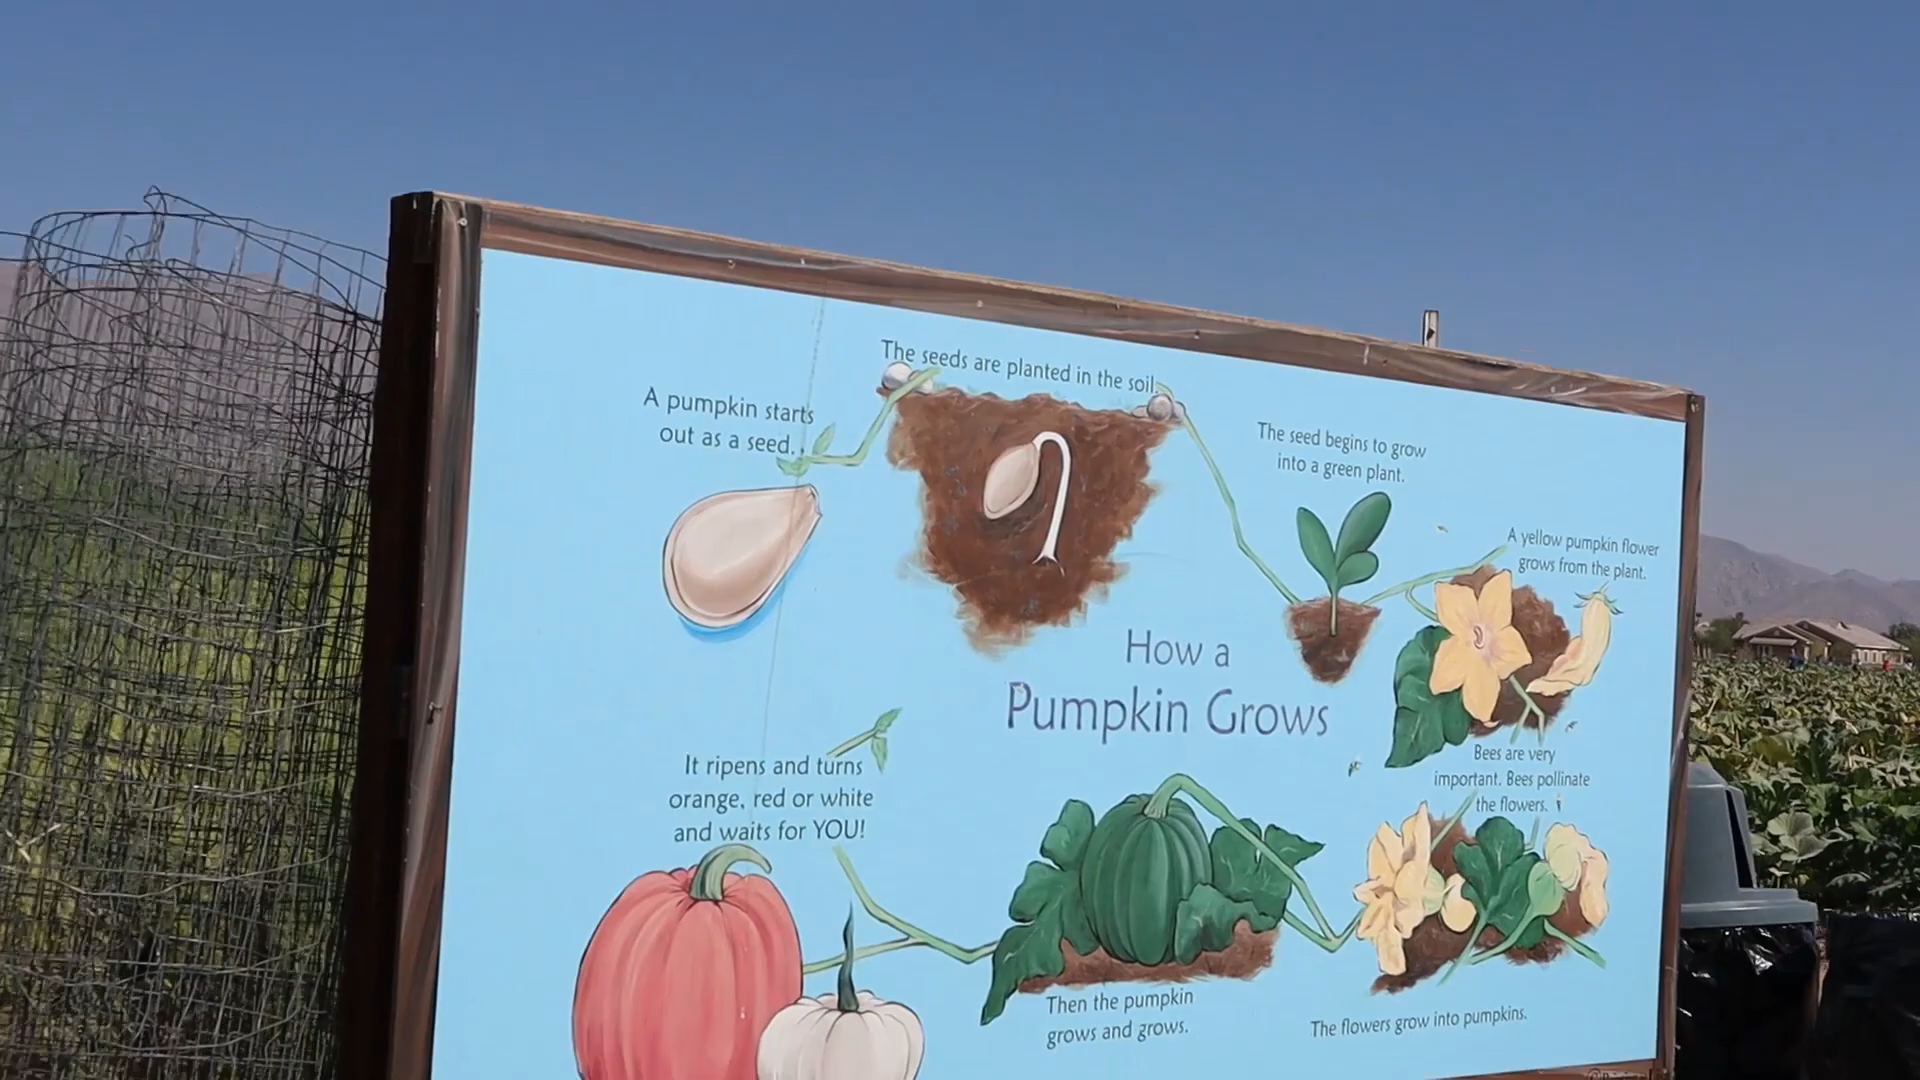 The seeds are planted in the soil.
A pumpkin starts
out as a seed.
The seed begins to grow
into a green plant.
A yellow pumpkin flower
grows from the plant.
How a
Pumpkin Grows
Bees are very
important. Bees pollinate
the flowers.
It ripens and turns
orange, red or white
and waits for YOU!
Then the pumpkin
grows and grows.
The flowers grow into pumpkins.